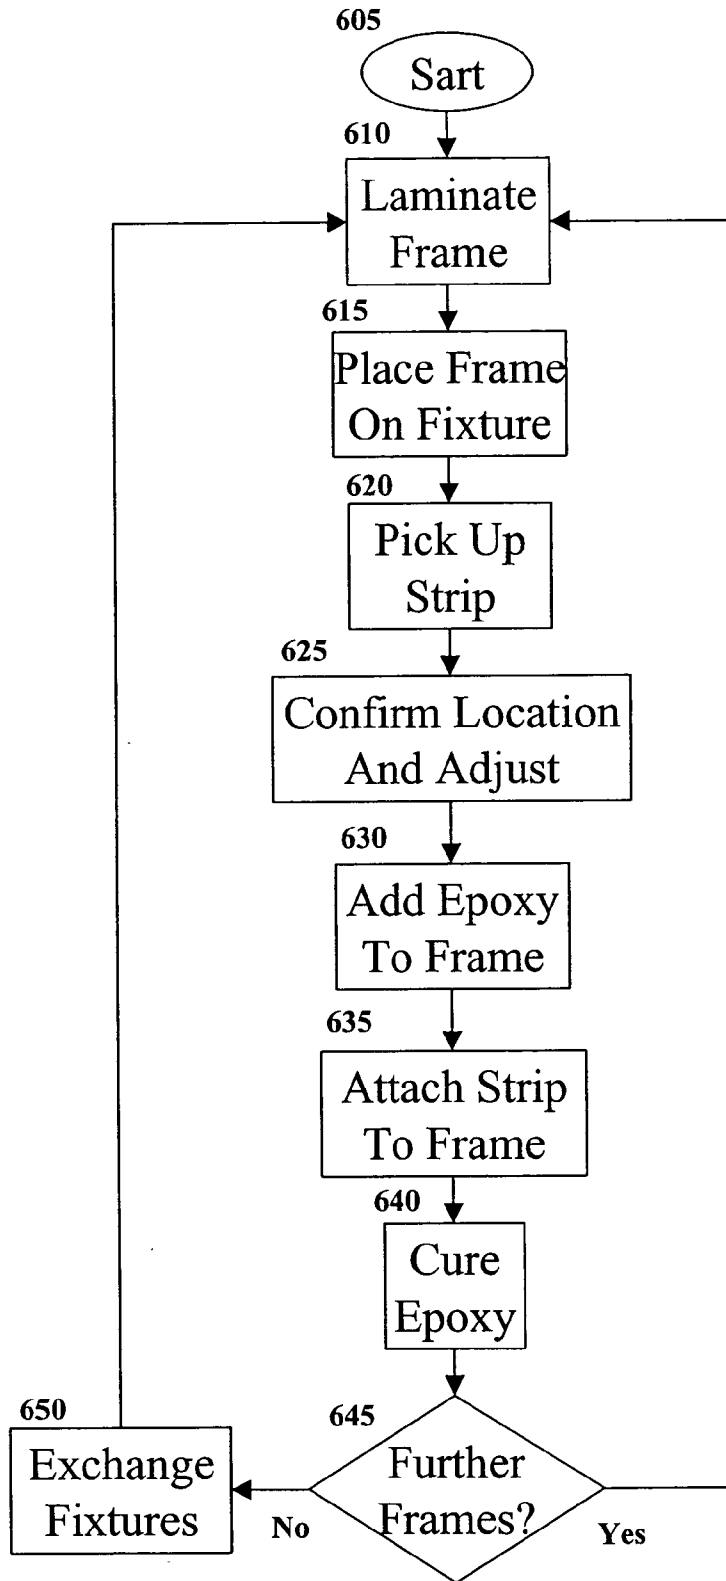 605
Sart
610
Laminate
Frame
615
Place Frame
On Fixture
620
Pick Up
Strip
625
Confirm Location
And Adjust
630
Add Epoxy
To Frame
635
Attach Strip
To Frame
640
Cure
Epoxy
645
Further
Frames?
No
Yes
650
Exchange
Fixtures